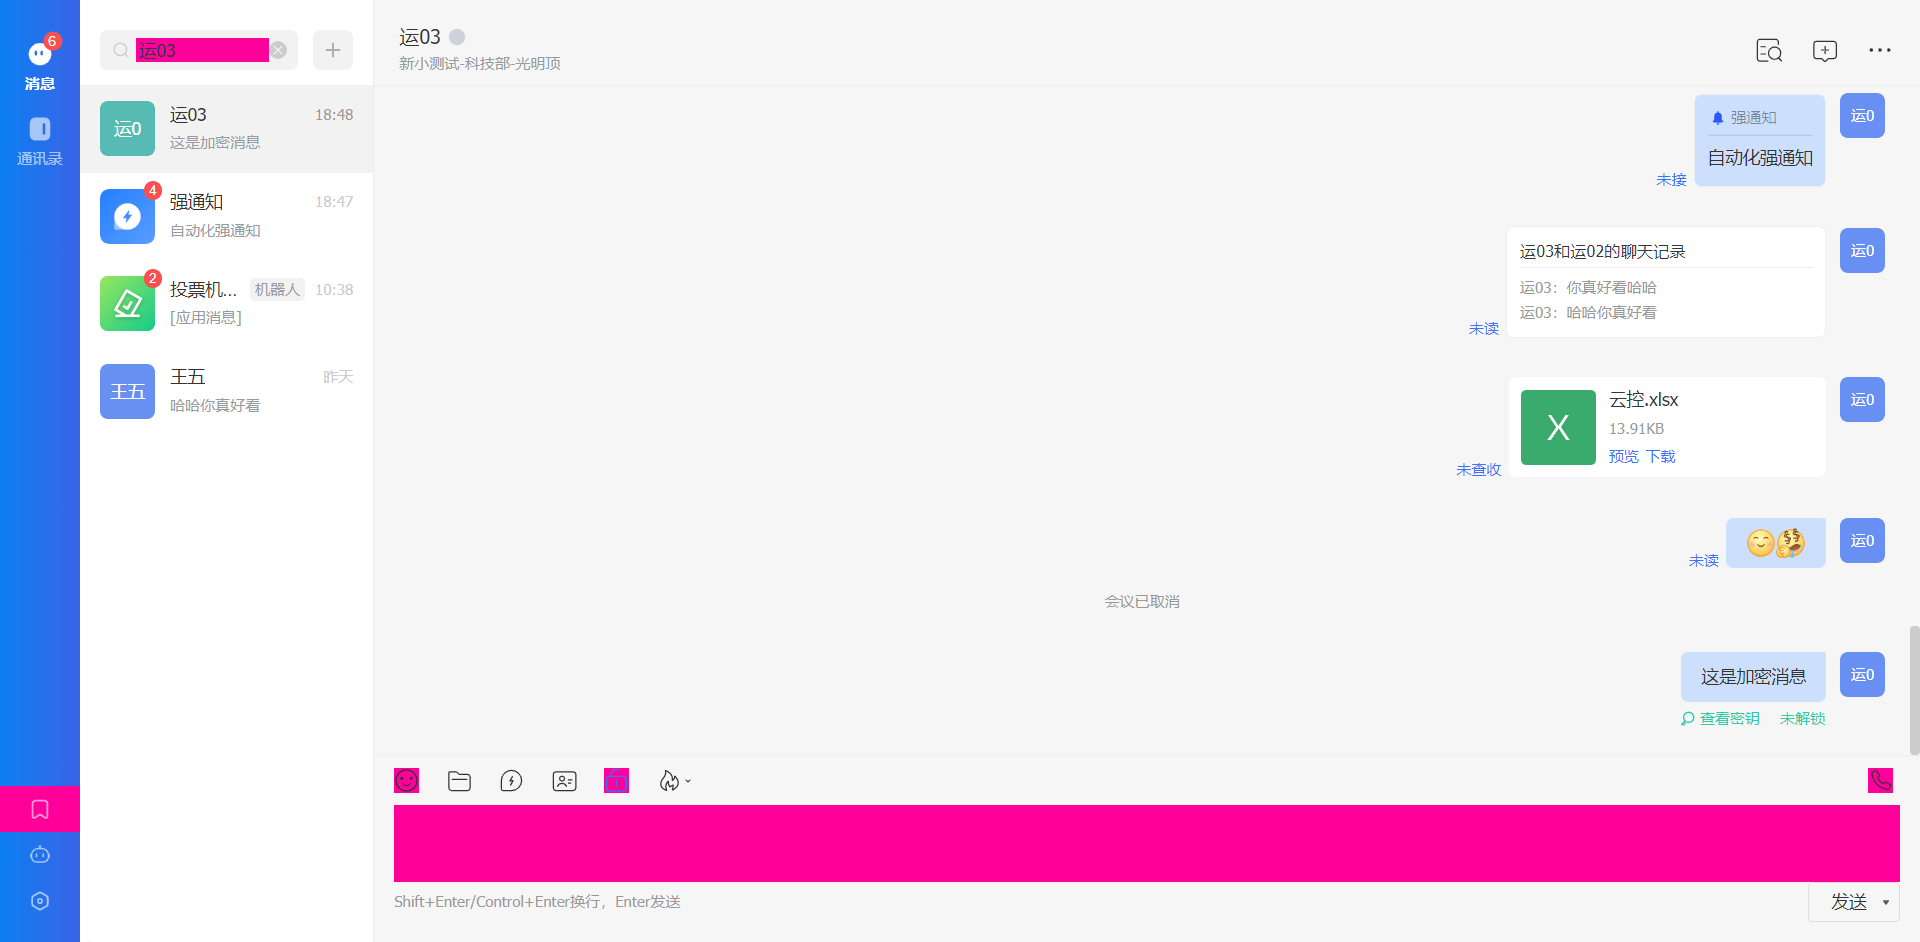 6
消息
通讯录
运03
运0
运03
18:48
这是加密消息
4
强通知
18:47
自动化强通知
2
投票机...
机器人
10:38
[应用消息]
王五
王五
昨天
哈哈你真好看
运03
新小测试-科技部-光明顶
强通知
自动化强通知
未接
运0
运03和运02的聊天记录
运03：你真好看哈哈
运03：哈哈你真好看
未读
运0
X
云控.xlsx
13.91KB
预览 下载
未查收
运0
未读
运0
会议已取消
这是加密消息
运0
查看密钥
未解锁
Shift+Enter/Control+Enter换行，Enter发送
发送